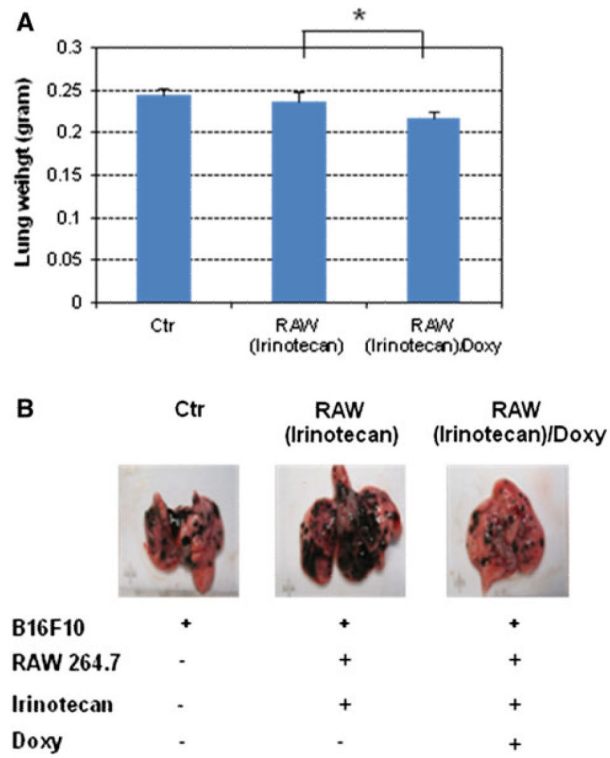 A
*
0.3
0.25
0.2
0.15
0.1
0.05
0
Lung weihgt (gram)
Ctr
RAW (Irinotecan)
RAW (Irinotecan)/Doxy
B
Ctr
RAW (Irinotecan)
RAW (Irinotecan)/Doxy
B16F10 + + +
RAW 264.7 - + +
Irinotecan - + +
Doxy - - +